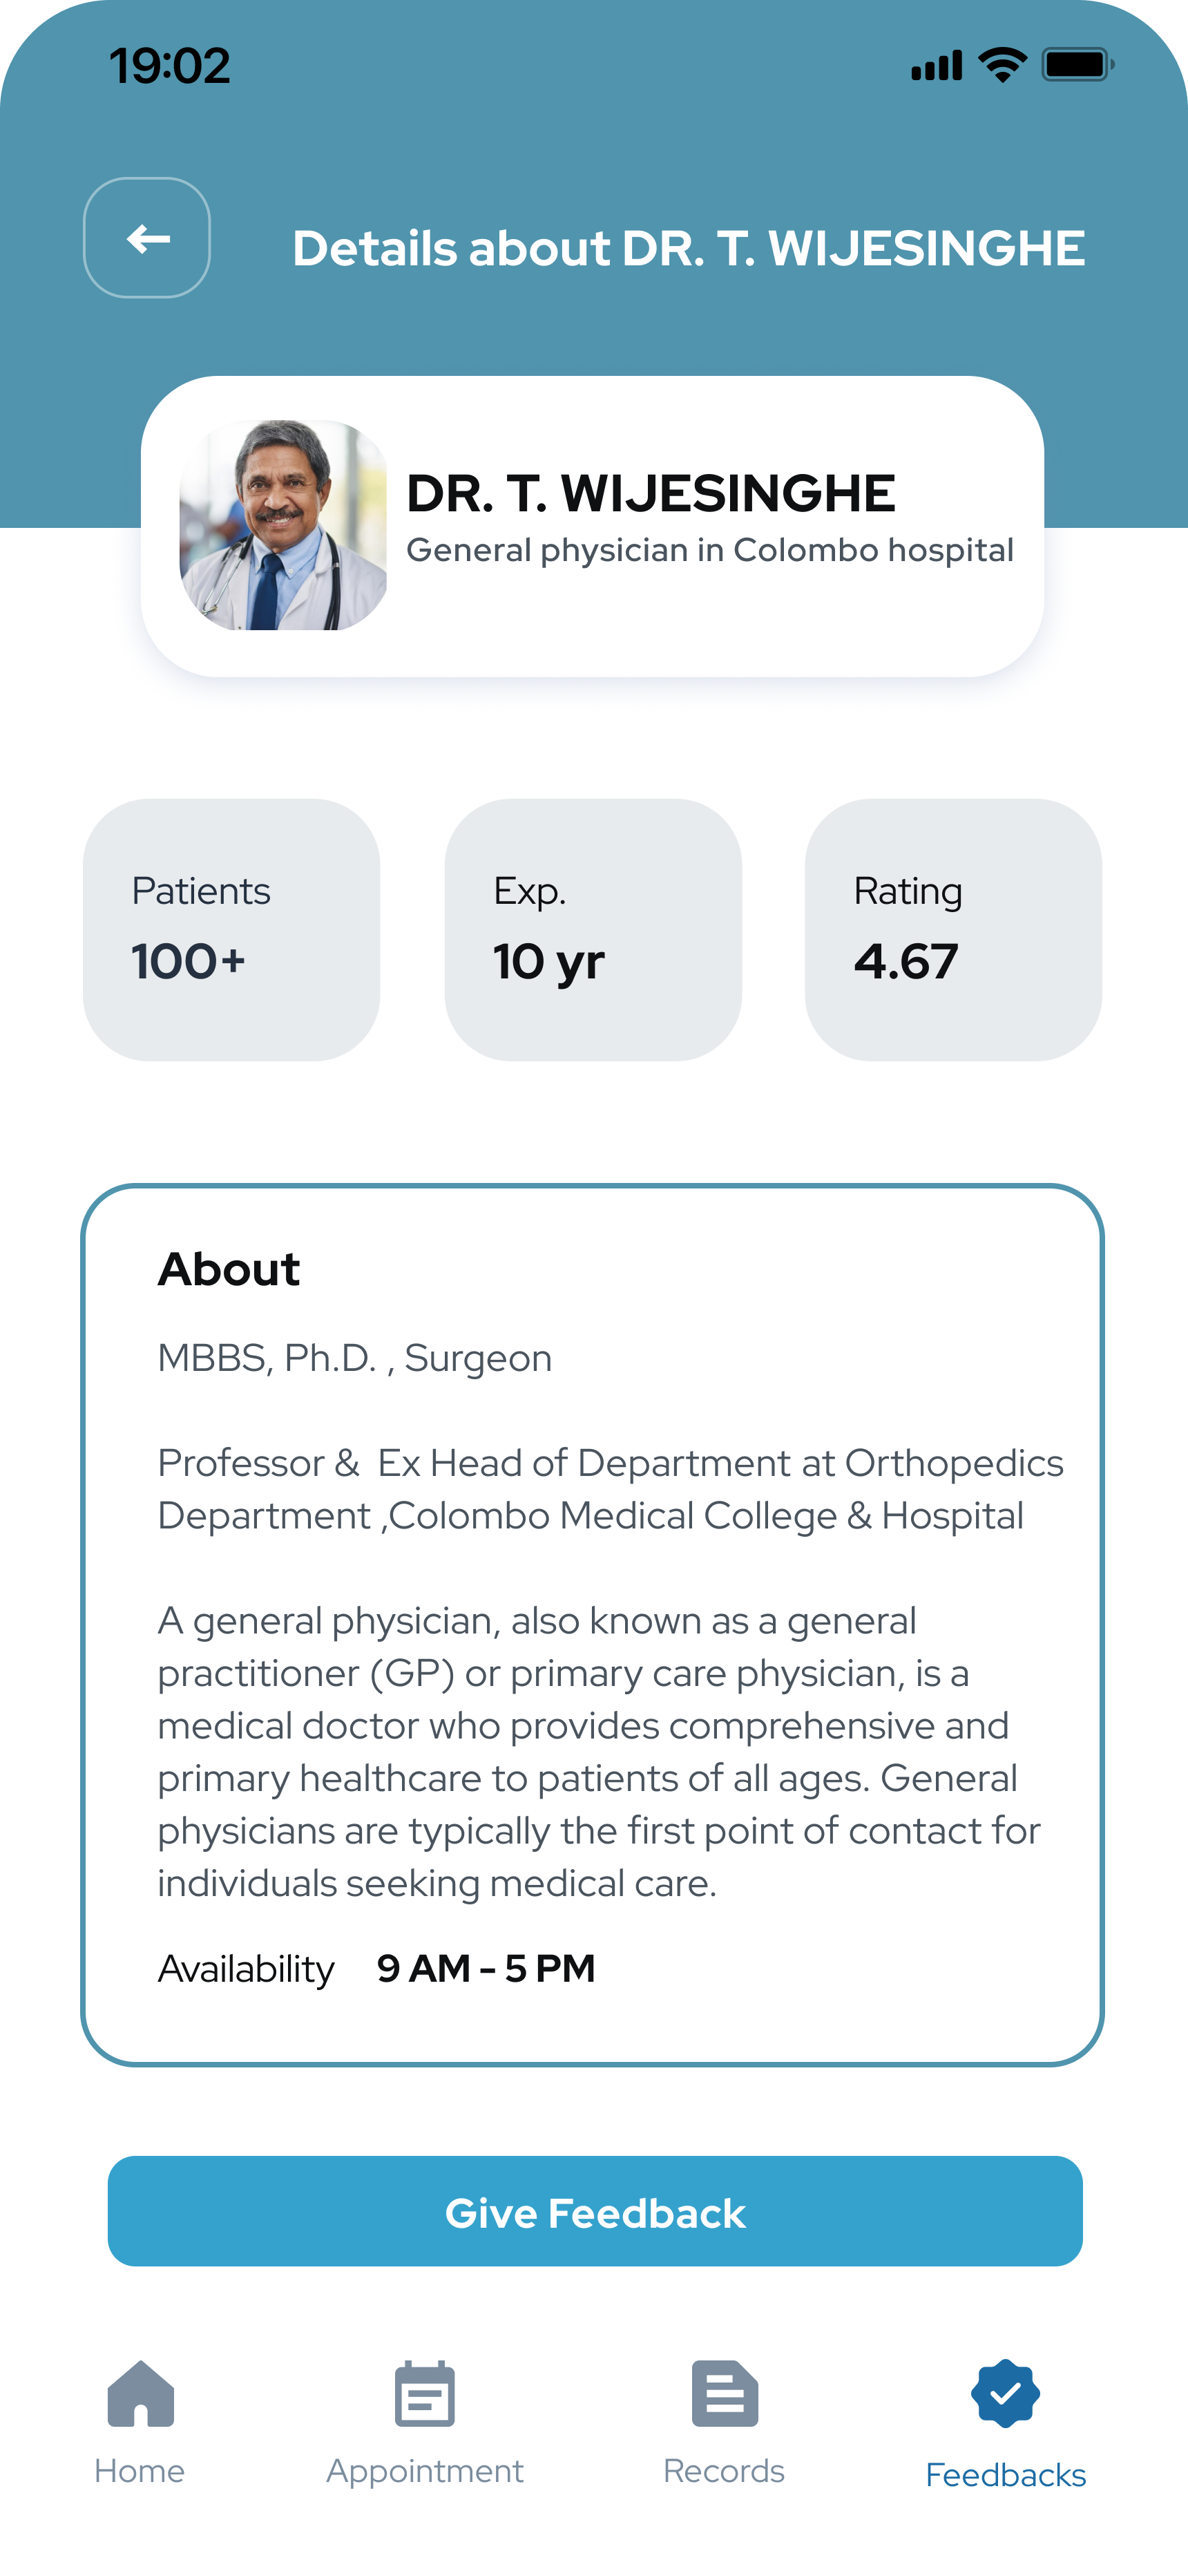 19:02
Details about DR. T. WIJESINGHE
DR. T. WIJESINGHE
General physician in Colombo hospital
Patients
100+
Exp.
10 yr
Rating
4.67
About
MBBS, Ph.D. , Surgeon
Professor &  Ex Head of Department at Orthopedics
Department ,Colombo Medical College & Hospital
A general physician, also known as a general
practitioner (GP) or primary care physician, is a
medical doctor who provides comprehensive and
primary healthcare to patients of all ages. General
physicians are typically the first point of contact for
individuals seeking medical care.
Availability 9 AM - 5 PM
Give Feedback
Home
Appointment
Records
Feedbacks